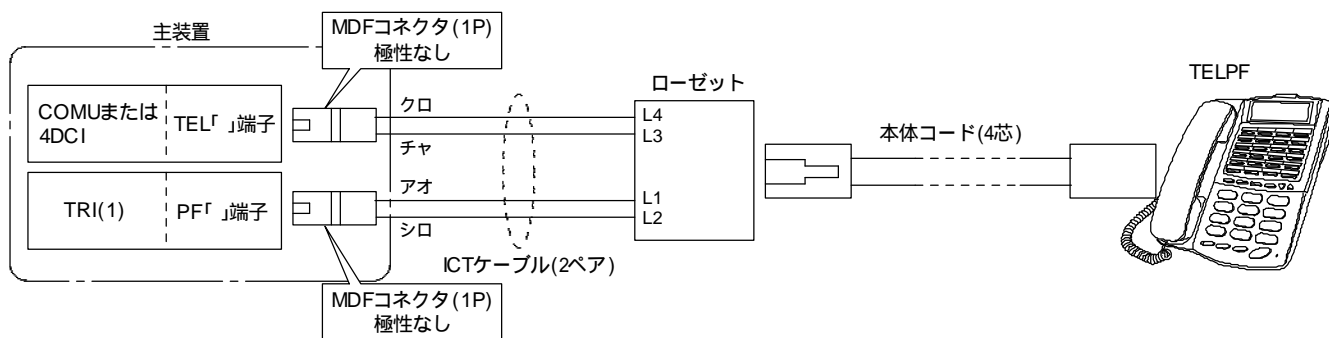 主装置
MDFコネクタ(1P)
極性なし
COMUまたは
4DCI
TEL「 」端子
クロ
チャ
TRI(1)
PF「 」端子
アオ
シロ
ICTケーブル(2ペア)
MDFコネクタ(1P)
極性なし
ローゼット
L4
L3
L1
L2
本体コード(4芯)
TELPF